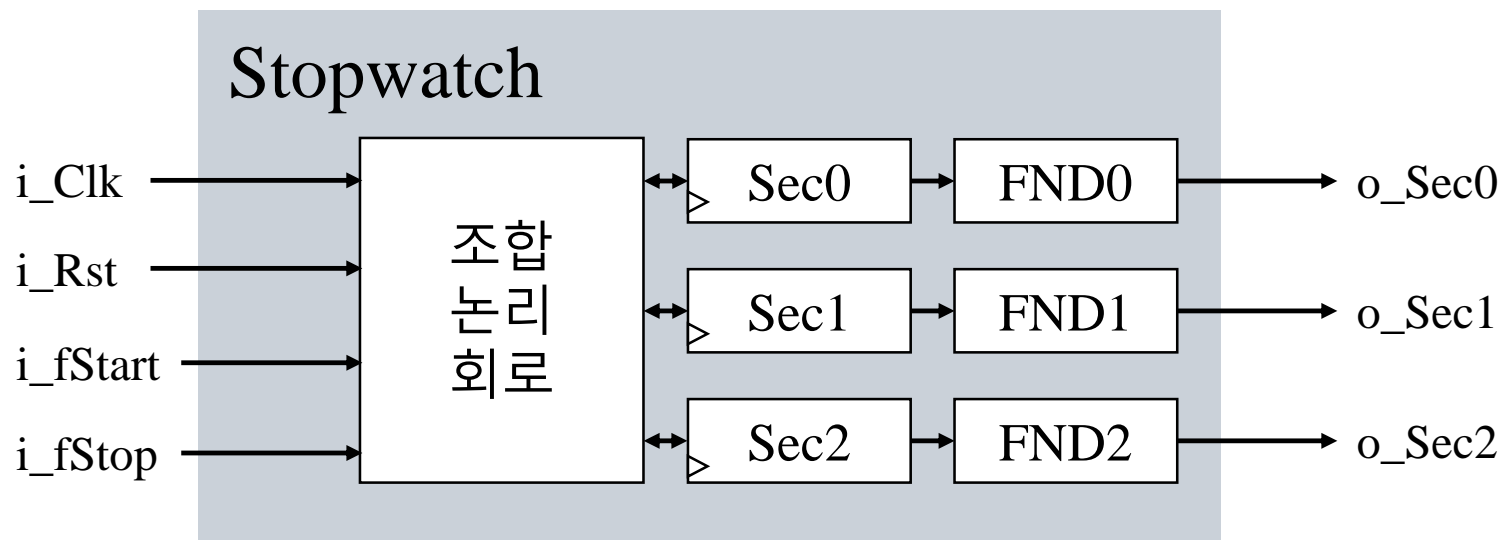 Stopwatch
i_Clk
i_Rst
i_fStart
i_fStop
조합
논리
회로
Sec0
FND0
o_Sec0
Sec1
FND1
o_Sec1
Sec2
FND2
o_Sec2